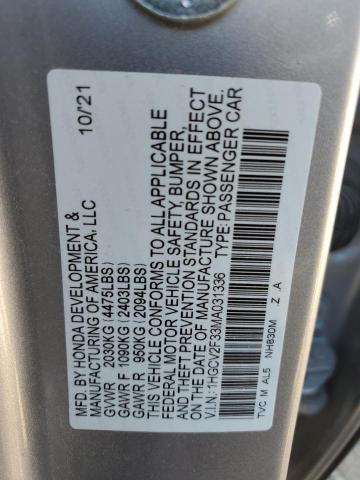 MFD. BY HONDA DEVELOPMENT &
MANUFACTURING OF AMERICA, LLC 10/21
GVWR 2030KG (4475LBS)
GAWR F 1090KG (2403LBS)
GAWR R 950KG (2094LBS)
THIS VEHICLE CONFORMS TO ALL APPLICABLE
FEDERAL MOTOR VEHICLE SAFETY, BUMPER,
AND THEFT PREVENTION STANDARDS IN EFFECT
ON THE DATE OF MANUFACTURE SHOWN ABOVE.
V.I.N.: 1HGCV2F33MA031336 TYPE:PASSENGER CAR
TVC M AL5 NH830M Z A